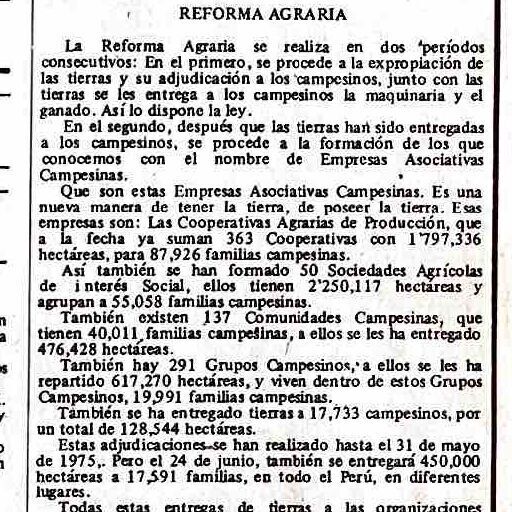 REFORMA AGRARIA
La Reforma Agraria se realiza en dos períodos
consecutivos: En el primero, se procede a la expropiación de
las tierras y su adjudicación a los campesinos, junto con las
tierras se les entrega a los campesinos la maquinaria y el
ganado. Así lo dispone la ley.
En el segundo, después que las tierras han sido entregadas
a los campesinos, se procede a la formación de los que
conocemos con el nombre de Empresas Asociativas
Campesinas.
Que son estas Empresas Asociativas Campesinas. Es una
nueva manera de tener la tierra, de poseer la tierra. Esas
empresas son: Las Cooperativas Agrarias de Producción, que
a la fecha ya suman 363 Cooperativas con 1'797,336
hectáreas, para 87,926 familias campesinas.
Así también se han formado 50 Sociedades Agrícolas
de interés Social, ellos tienen 2'250,117 hectáreas y
agrupan a 55,058 familias campesinas.
También existen 137 Comunidades Campesinas, que
tienen 40,011 familias campesinas, a ellos se les ha entregado
476,428 hectáreas.
También hay 291 Grupos Campesinos, a ellos se les ha
repartido 617,270 hectáreas, y viven dentro de estos Grupos
Campesinos, 19,991 familias campesinas.
También se ha entregado tierras a 17,733 campesinos, por
un total de 128,544 hectáreas.
Estas adjudicaciones se han realizado hasta el 31 de mayo
de 1975,. Pero el 24 de junio, también se entregará 450,000
hectáreas a 17,591 familias, en todo el Perú, en diferentes
lugares.
Todas estas entregas de tierras a las organizaciones